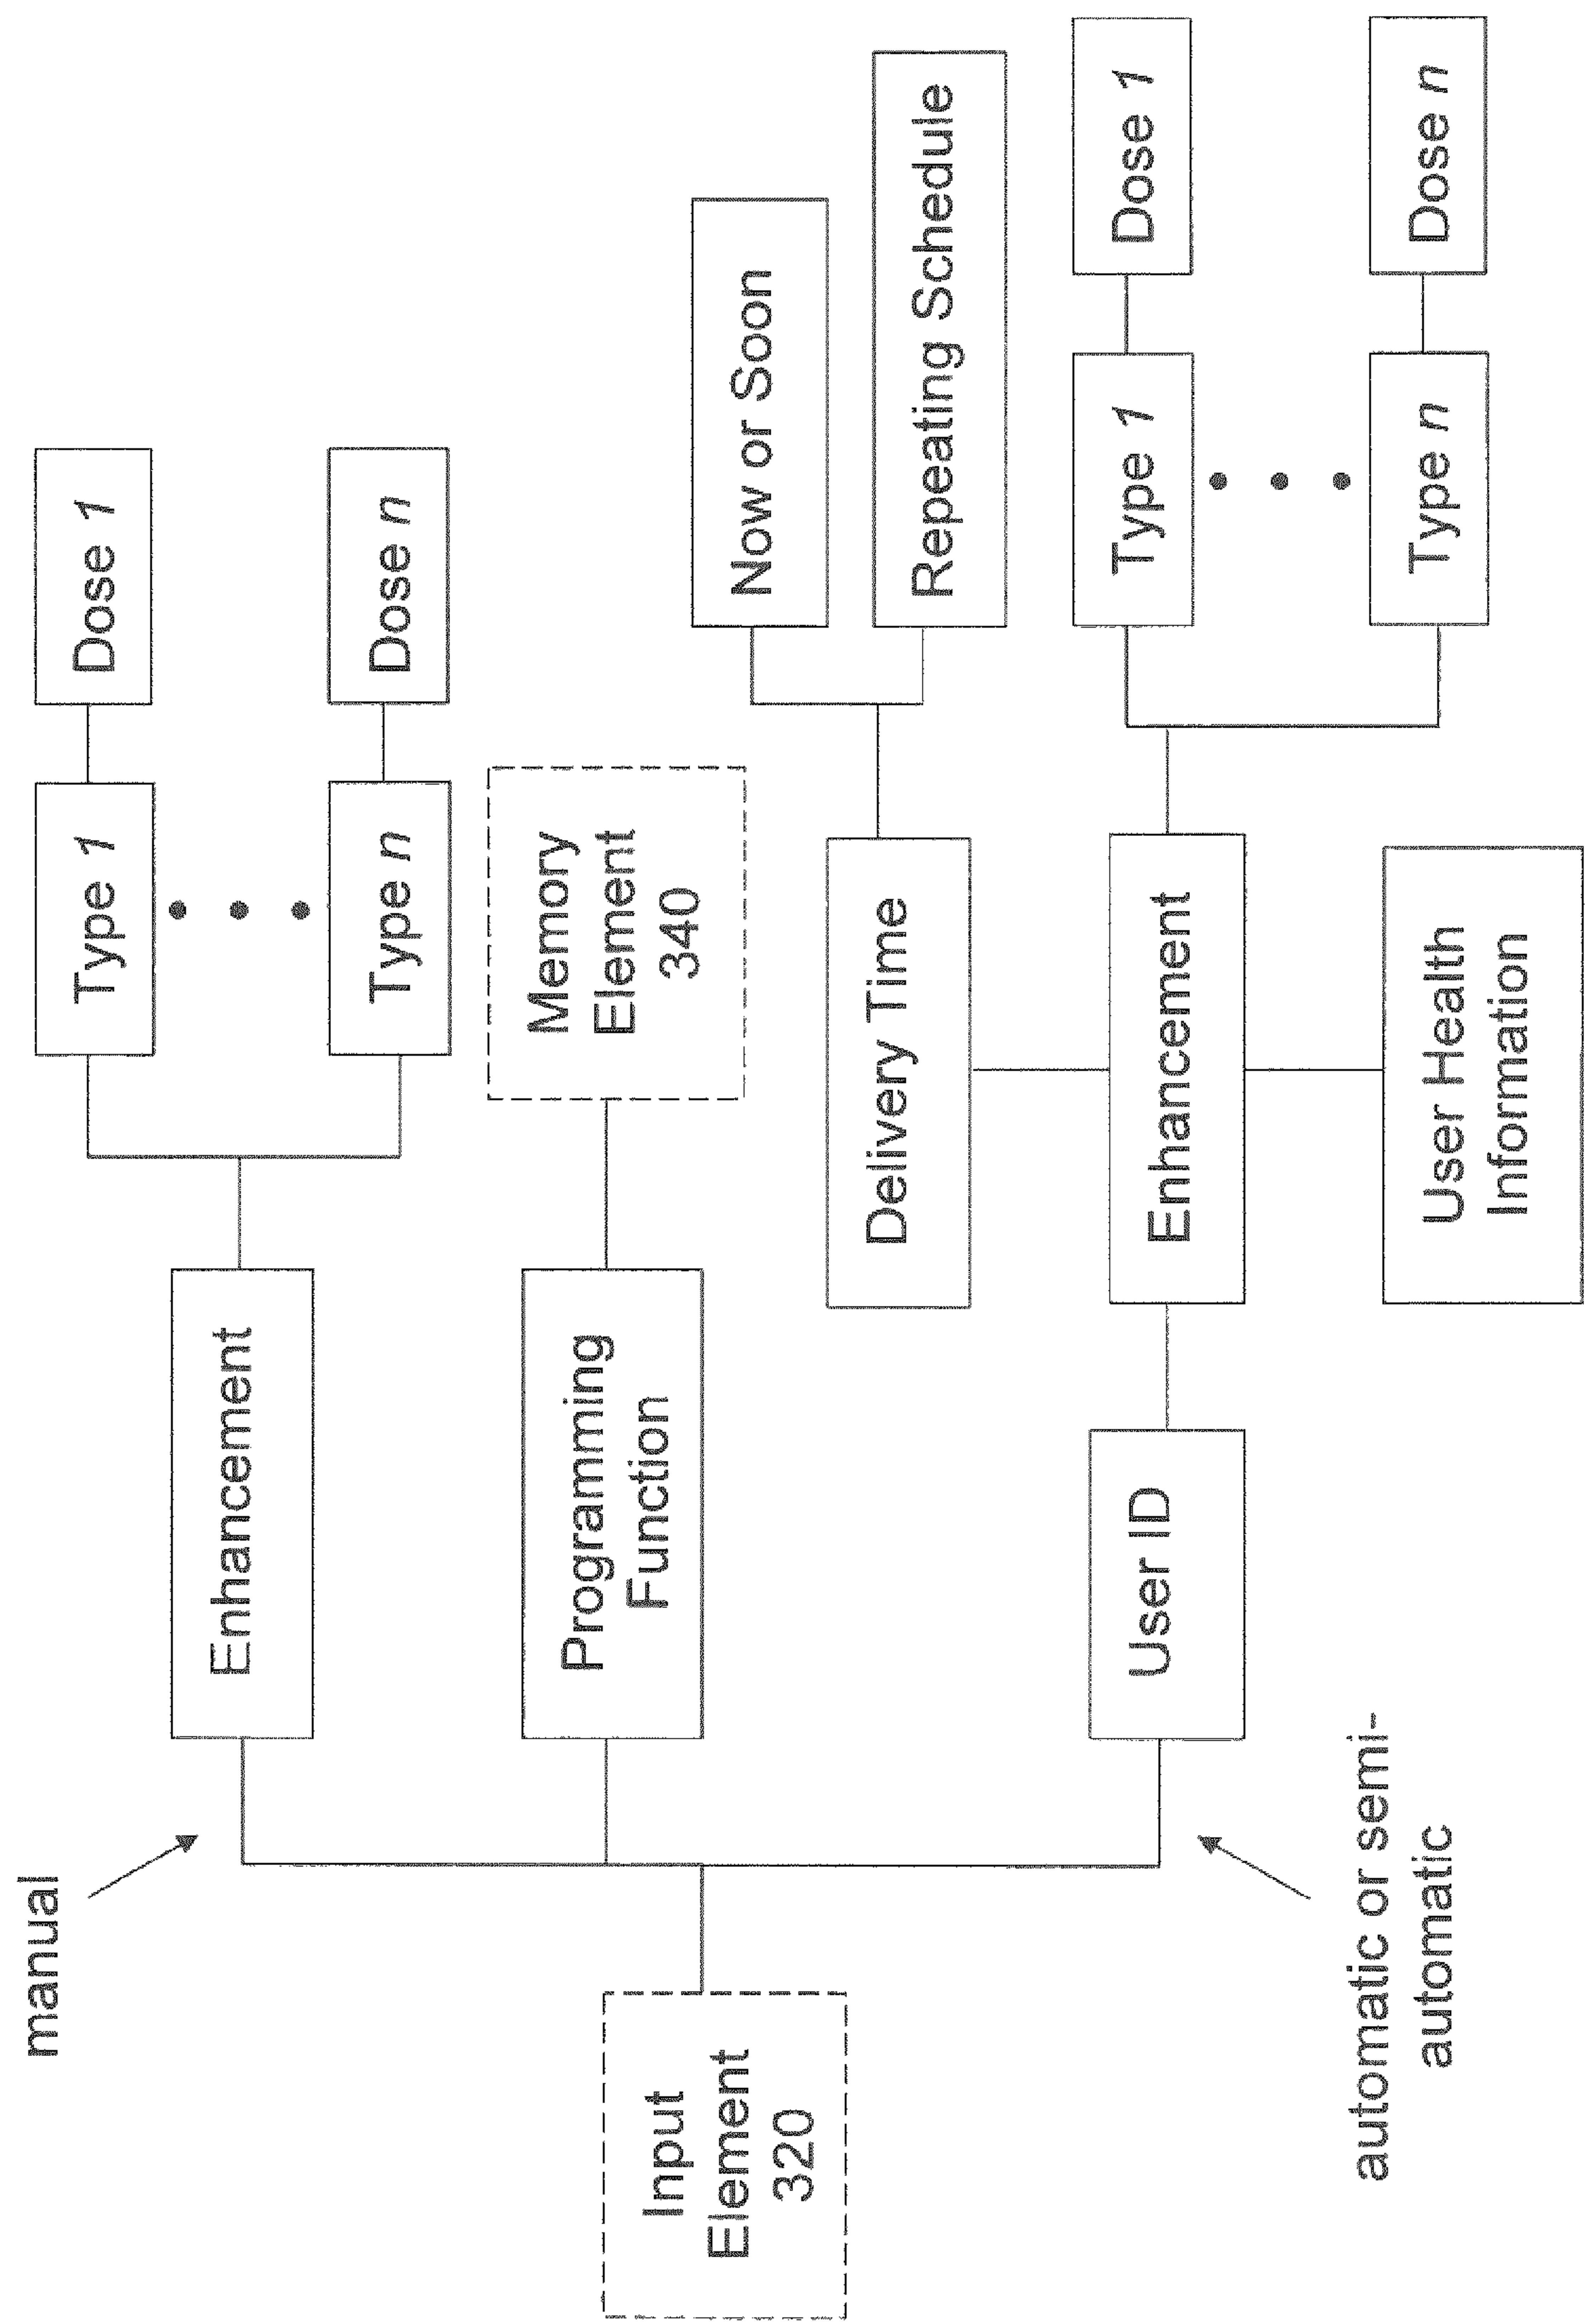 manual
Enhancement
Type 1
Dose 1
Type n
Dose n
Programming
Function
Memory
Element
340
Input
Element
320
Delivery Time
Now or Soon
Repeating Schedule
User ID
Enhancement
Type 1
Dose 1
Type n
Dose n
User Health
Information
automatic or semi-
automatic